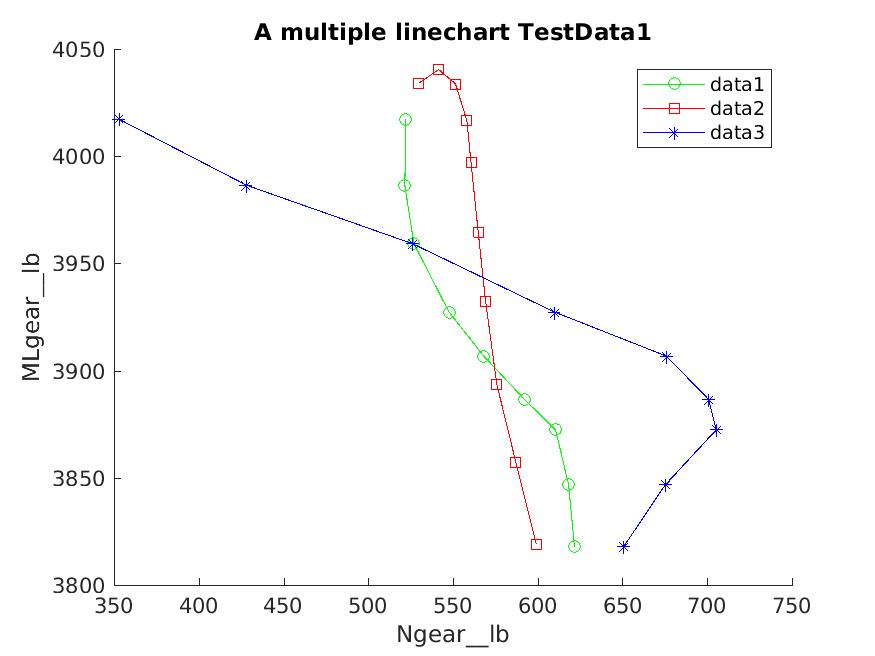 A multiple linechart TestData1
data1
data2
data3
MLgear__lb
4050
4000
3950
3900
3850
3800
350 400 450 500 550 600 650 700 750
Ngear__lb